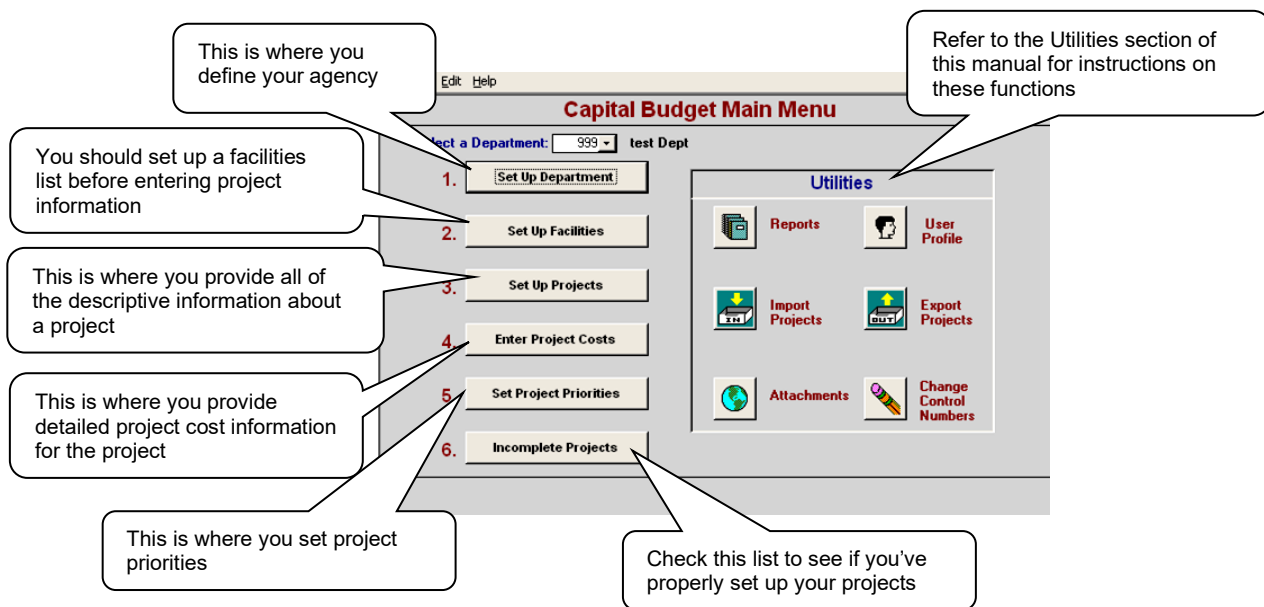 This is where you
define your agency
Refer to the Utilities section of
this manual for instructions on
these functions
Edit Help
Capital Budget Main Menu
lect a Department: 999 test Dept
You should set up a facilities
list before entering project
information
1. Set Up Department
Utilities
2. Set Up Facilities
Reports
User
Profile
This is where you provide all of
the descriptive information about
a project
3. Set Up Projects
Import
Projects
IN
Export
Projects
OUT
4. Enter Project Costs
This is where you provide
detailed project cost information
for the project
5 Set Project Priorities
Attachments
Change
Control
Numbers
6. Incomplete Projects
This is where you set project
priorities
Check this list to see if you’ve
properly set up your projects